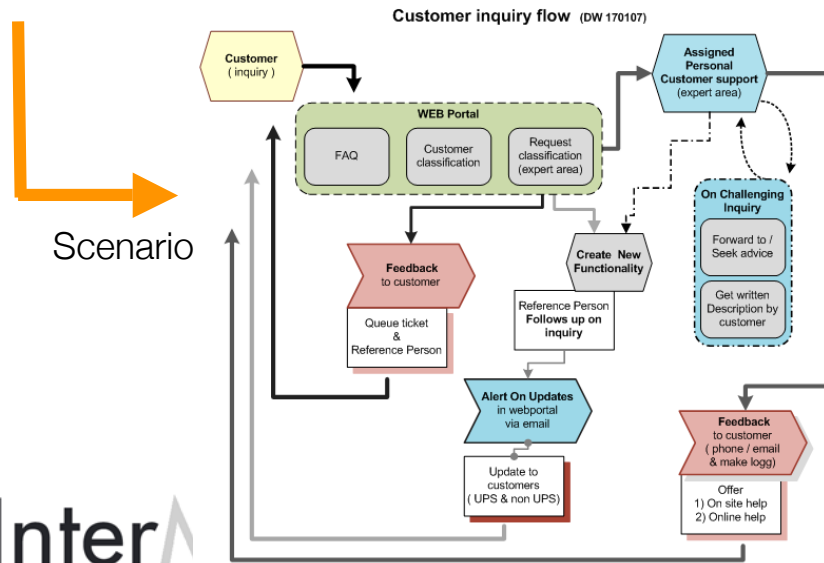 Customer inquiry flow (DW 170107)
Customer
( inquiry )
Assigned
Personal
Customer support
(expert area)
WEB Portal
FAQ
Customer
classification
Request
classification
(expert area)
On Challenging
Inquiry
Forward to /
Seek advice
Get written
Description by
customer
Scenario
Feedback
to customer
Queue ticket
&
Reference Person
Create New
Functionality
Reference Person
Follows up on
inquiry
Alert On Updates
in webportal
via email
Update to
customers
( UPS & non UPS)
Feedback
to customer
( phone / email
& make logg)
Offer
1) On site help
2) Online help
Inter